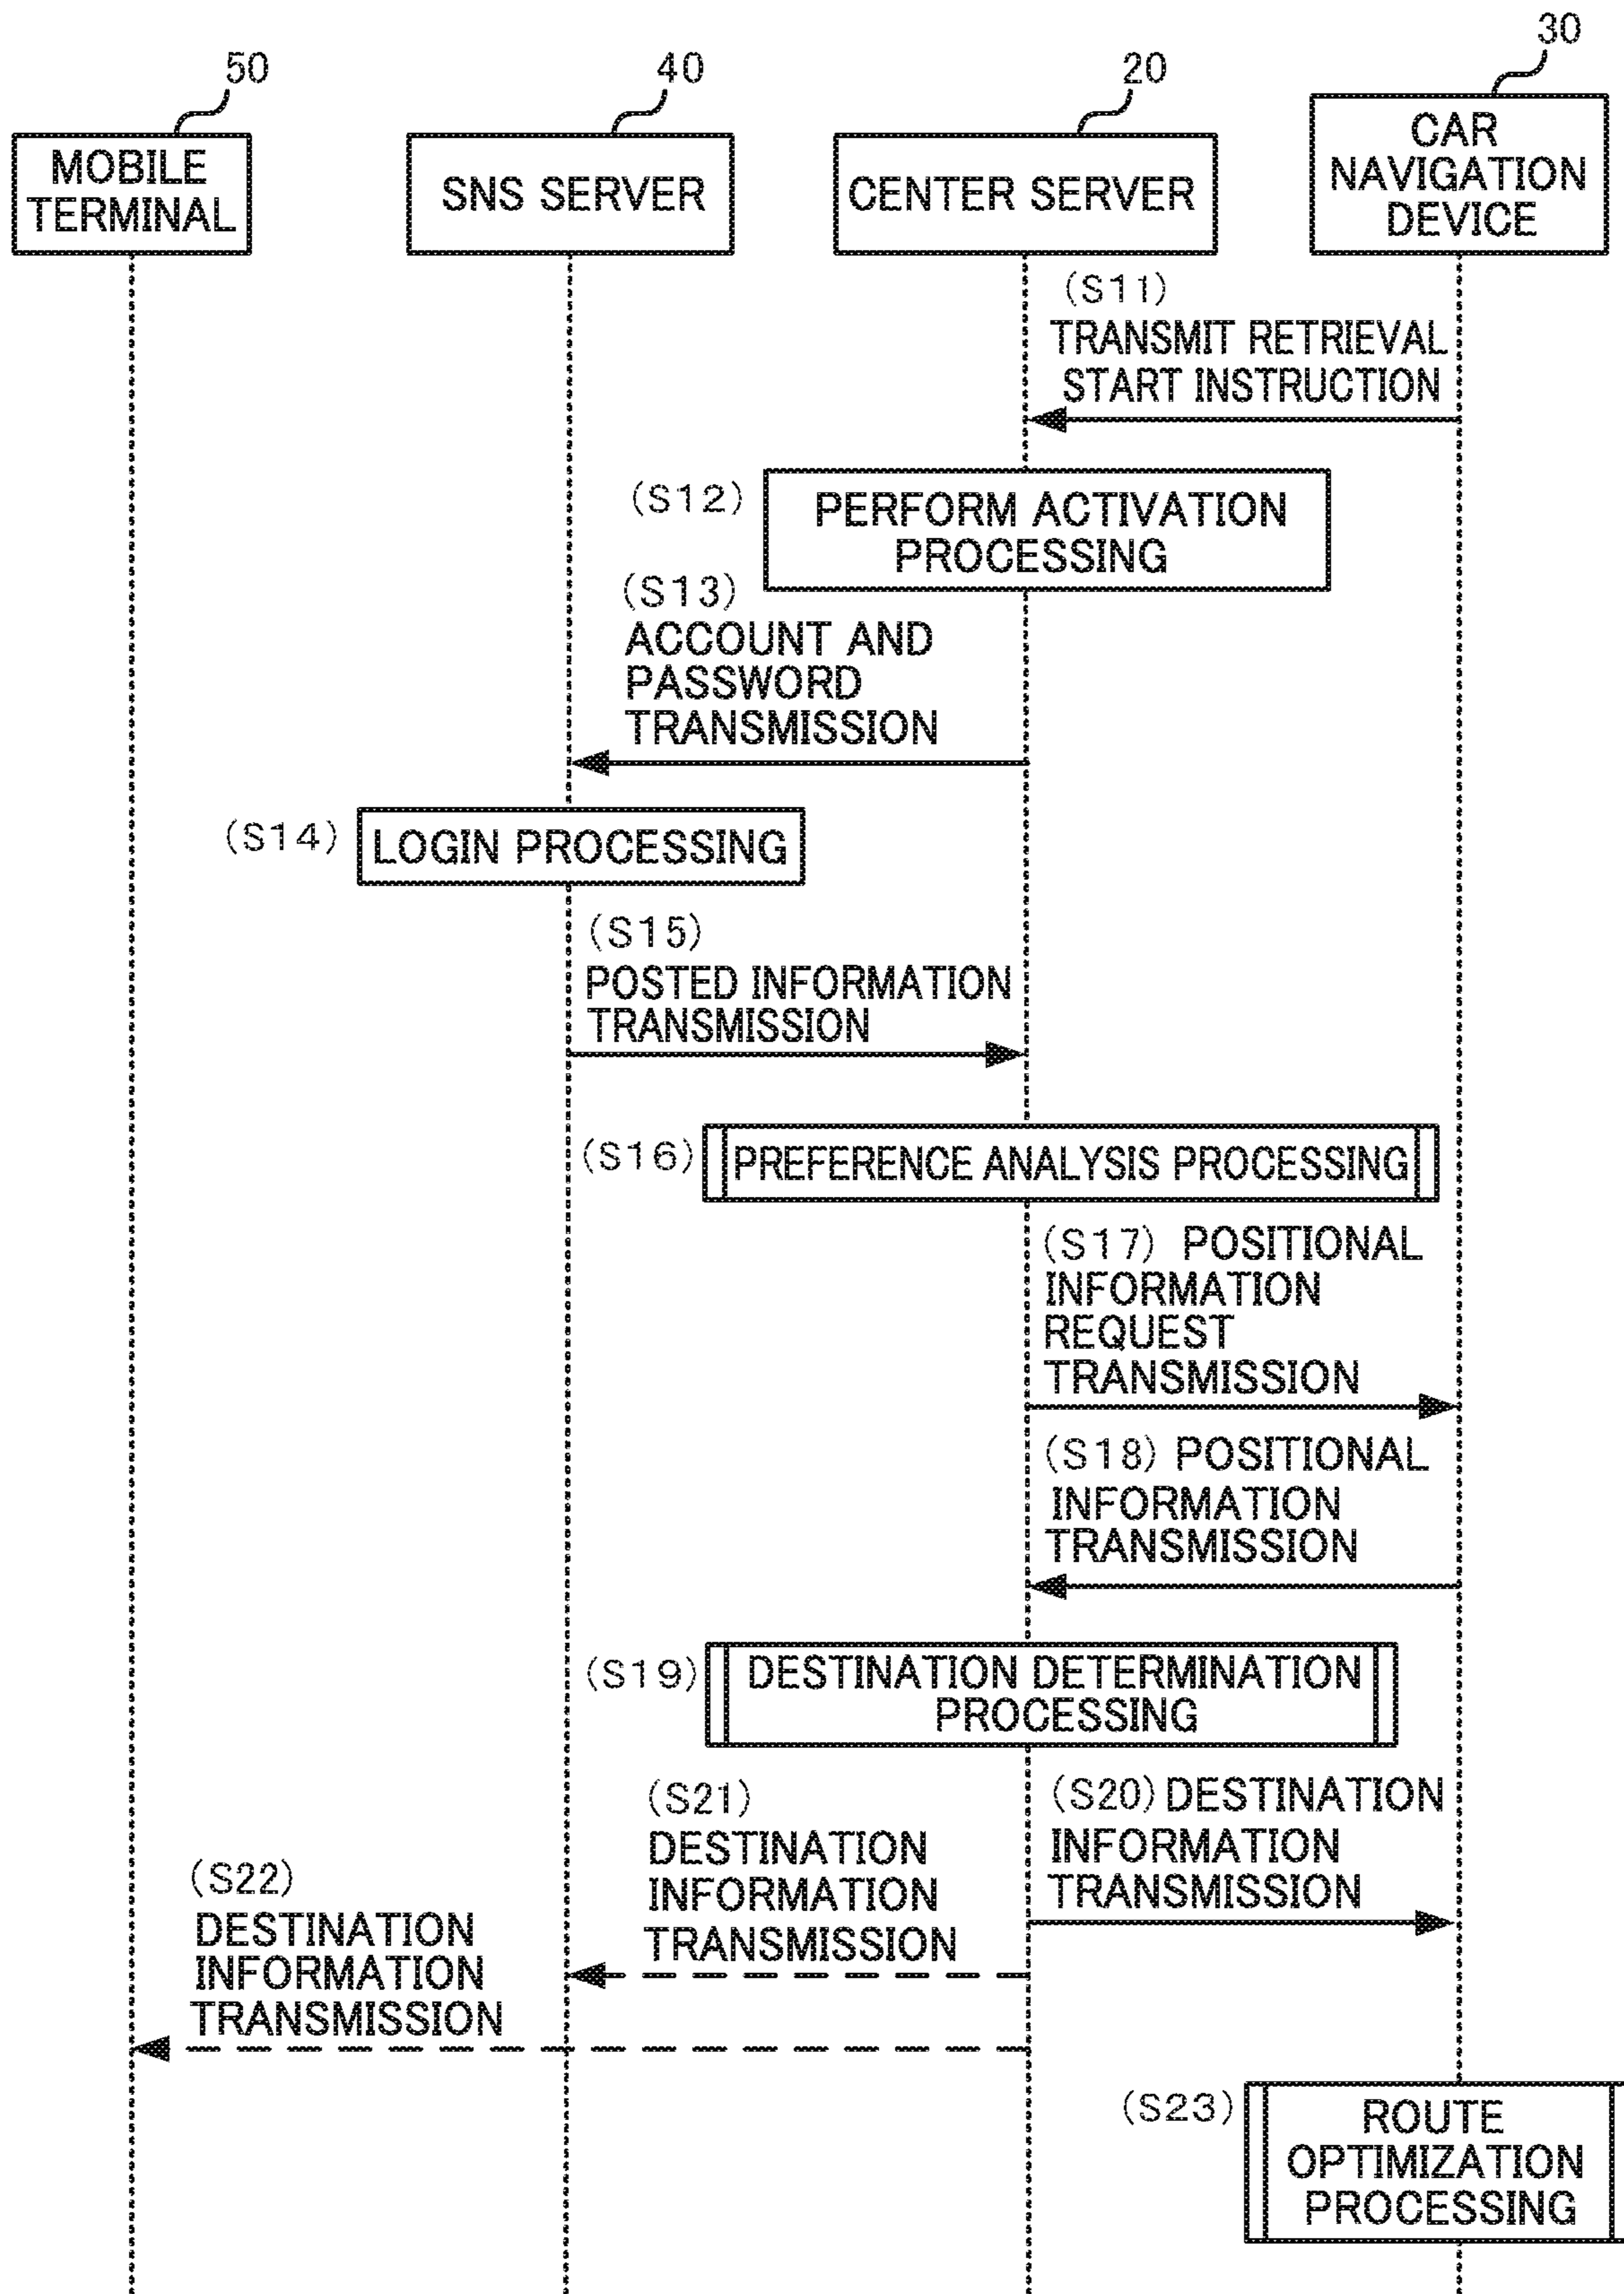 30
50
40
20
MOBILE
TERMINAL
SNS SERVER
CENTER SERVER
CAR
NAVIGATION
DEVICE
(S11)
TRANSMIT RETRIEVAL
START INSTRUCTION
(S12)
PERFORM ACTIVATION
PROCESSING
(S13)
ACCOUNT AND
PASSWORD
TRANSMISSION
(S14)
LOGIN PROCESSING
(S15)
POSTED INFORMATION
TRANSMISSION
(S16)
PREFERENCE ANALYSIS PROCESSING
(S17) POSITIONAL
INFORMATION
REQUEST
TRANSMISSION
(S18) POSITIONAL
INFORMATION
TRANSMISSION
(S19)
DESTINATION DETERMINATION
PROCESSING
(S20) DESTINATION
INFORMATION
TRANSMISSION
(S21)
DESTINATION
INFORMATION
TRANSMISSION
(S22)
DESTINATION
INFORMATION
TRANSMISSION
(S23)
ROUTE
OPTIMIZATION
PROCESSING